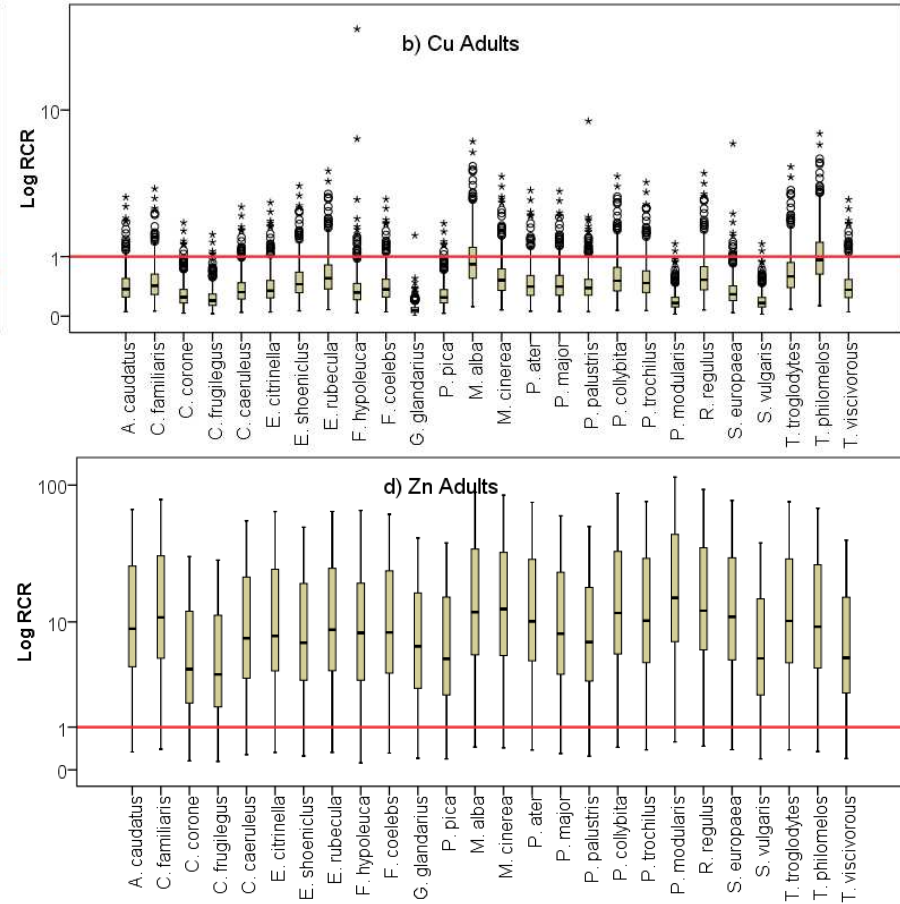 b) Cu Adults
Log RCR
10
1
0
A. caudatus
C. familiaris
C. corone
C. frugilegus
C. caeruleus
E. citrinella
E. shoeniclus
E. rubecula
F. hypoleuca
F. coelebs
G. glandarius
P. pica
M. alba
M. cinerea
P. ater
P. major
P. palustris
P. collybita
P. trochilus
P. modularis
R. regulus
S. europaea
S. vulgaris
T. troglodytes
T. philomelos
T. viscivorous
d) Zn Adults
Log RCR
100
10
1
0
A. caudatus
C. familiaris
C. corone
C. frugilegus
C. caeruleus
E. citrinella
E. shoeniclus
E. rubecula
F. hypoleuca
F. coelebs
G. glandarius
P. pica
M. alba
M. cinerea
P. ater
P. major
P. palustris
P. collybita
P. trochilus
P. modularis
R. regulus
S. europaea
S. vulgaris
T. troglodytes
T. philomelos
T. viscivorous